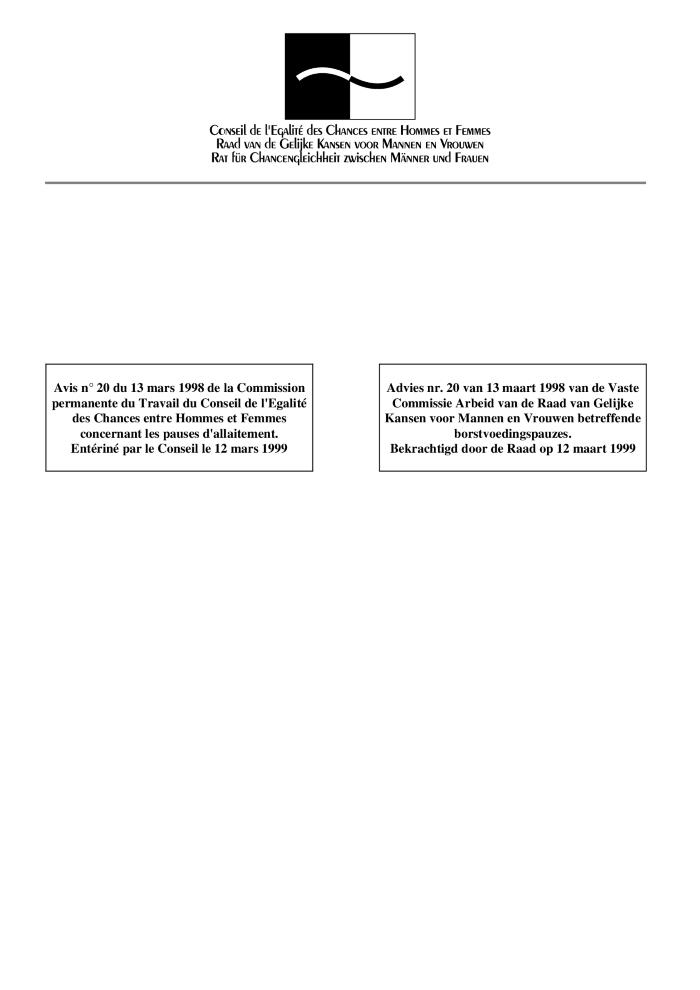 Conseil de l'Egalité des Chances entre Hommes et Femmes
Raad van de Gelijke Kansen voor Mannen en Vrouwen
Rat für Chancengleichheit zwischen Männer und Frauen
Avis n° 20 du 13 mars 1998 de la Commission
permanente du Travail du Conseil de l'Egalité
des Chances entre Hommes et Femmes
concernant les pauses d'allaitement.
Entériné par le Conseil le 12 mars 1999
Advies nr. 20 van 13 maart 1998 van de Vaste
Commissie Arbeid van de Raad van Gelijke
Kansen voor Mannen en Vrouwen betreffende
borstvoedingspauzes.
Bekrachtigd door de Raad op 12 maart 1999